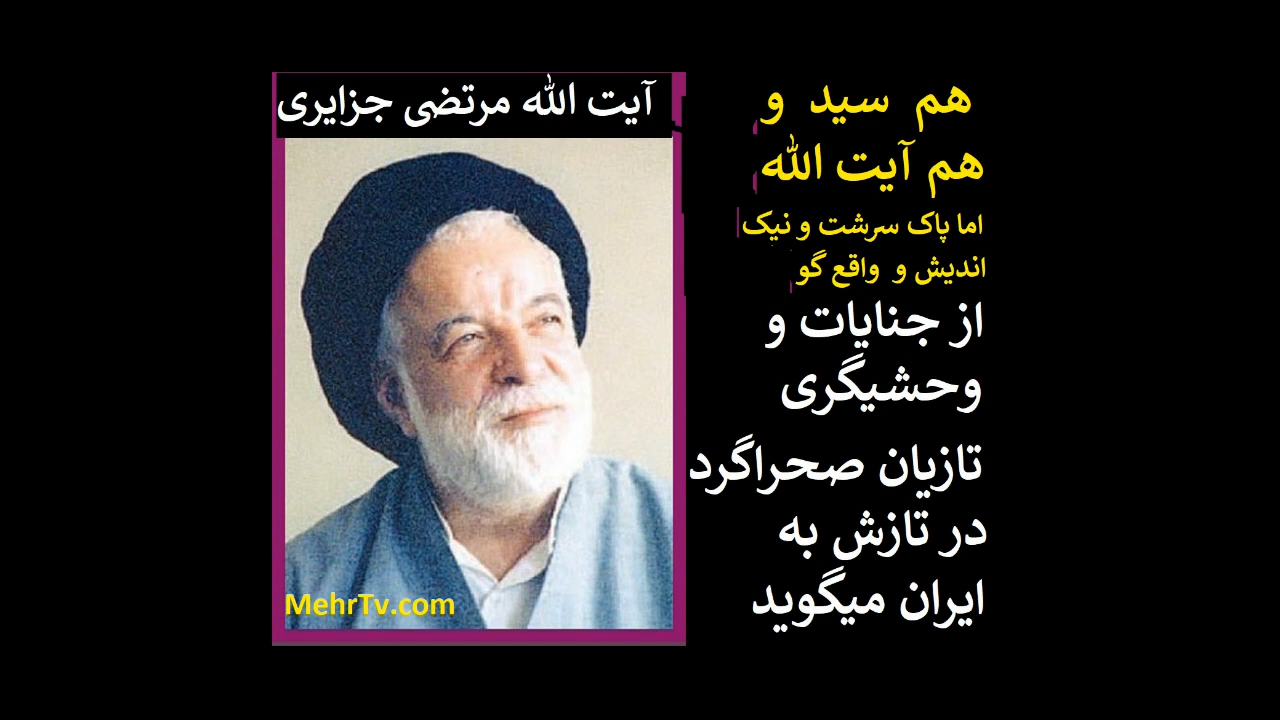 آیت الله مرتضی جزایری
هم سید و
هم آیت الله
اما پاک سرشت و نیک
اندیش و واقع گو
از جنایات و
وحشیگری
تازیان صحراگرد
در تازش به
ایران میگوید
MehrTv.com